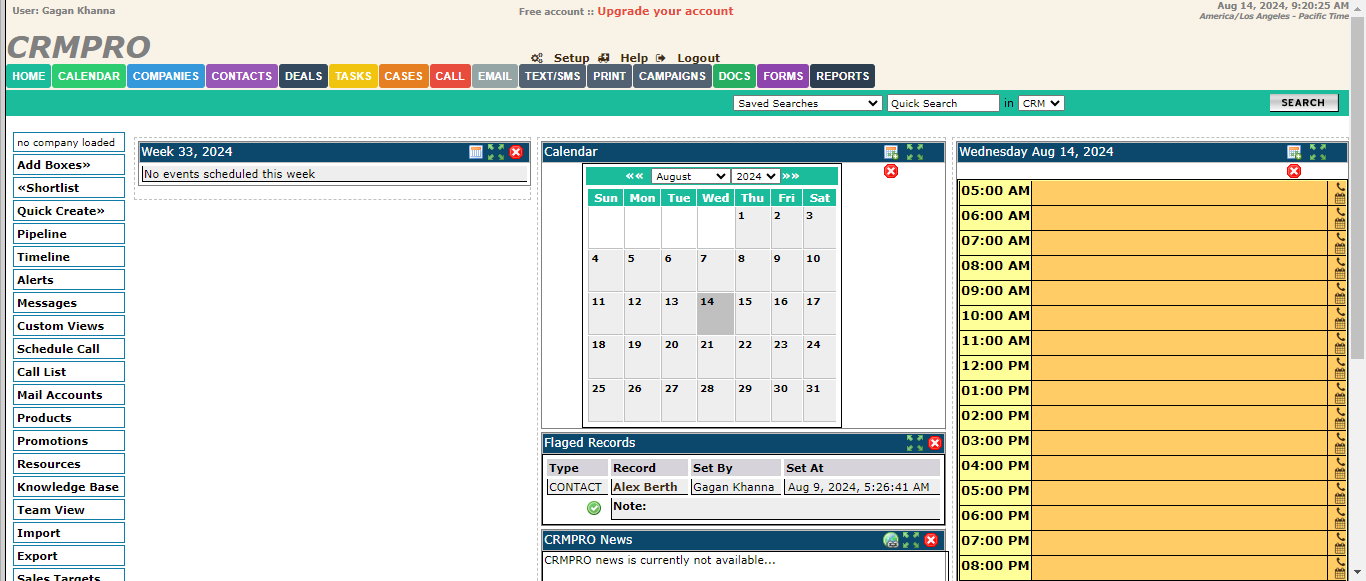 User: Gagan Khanna
Free account :: Upgrade your account
Aug 14, 2024, 9:20:25 AM
America/Los Angeles - Pacific Time
CRMPRO
Setup Help Logout
HOME CALENDAR COMPANIES CONTACTS DEALS TASKS CASES CALL EMAIL TEXT/SMS PRINT CAMPAIGNS DOCS FORMS REPORTS
Saved Searches Quick Search in CRM SEARCH
no company loaded
Add Boxes»
«Shortlist
Quick Create»
Pipeline
Timeline
Alerts
Messages
Custom Views
Schedule Call
Call List
Mail Accounts
Products
Promotions
Resources
Knowledge Base
Team View
Import
Export
Sales Targets
Week 33, 2024
No events scheduled this week
Calendar
«« August 2024 »»
Sun Mon Tue Wed Thu Fri Sat
1 2 3
4 5 6 7 8 9 10
11 12 13 14 15 16 17
18 19 20 21 22 23 24
25 26 27 28 29 30 31
Flaged Records
Type Record Set By Set At
CONTACT Alex Berth Gagan Khanna Aug 9, 2024, 5:26:41 AM
Note:
CRMPRO News
CRMPRO news is currently not available...
Wednesday Aug 14, 2024
05:00 AM
06:00 AM
07:00 AM
08:00 AM
09:00 AM
10:00 AM
11:00 AM
12:00 PM
01:00 PM
02:00 PM
03:00 PM
04:00 PM
05:00 PM
06:00 PM
07:00 PM
08:00 PM